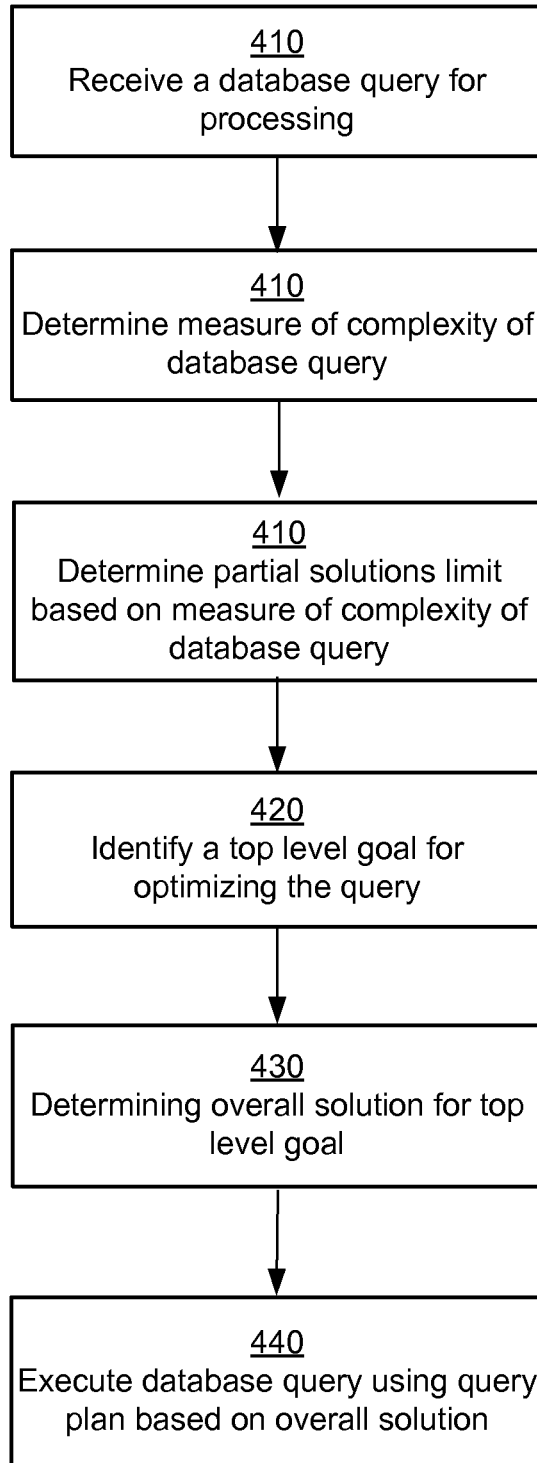 410
Receive a database query for
processing
410
Determine measure of complexity of
database query
410
Determine partial solutions limit
based on measure of complexity of
database query
420
Identify a top level goal for
optimizing the query
430
Determining overall solution for top
level goal
440
Execute database query using query
plan based on overall solution